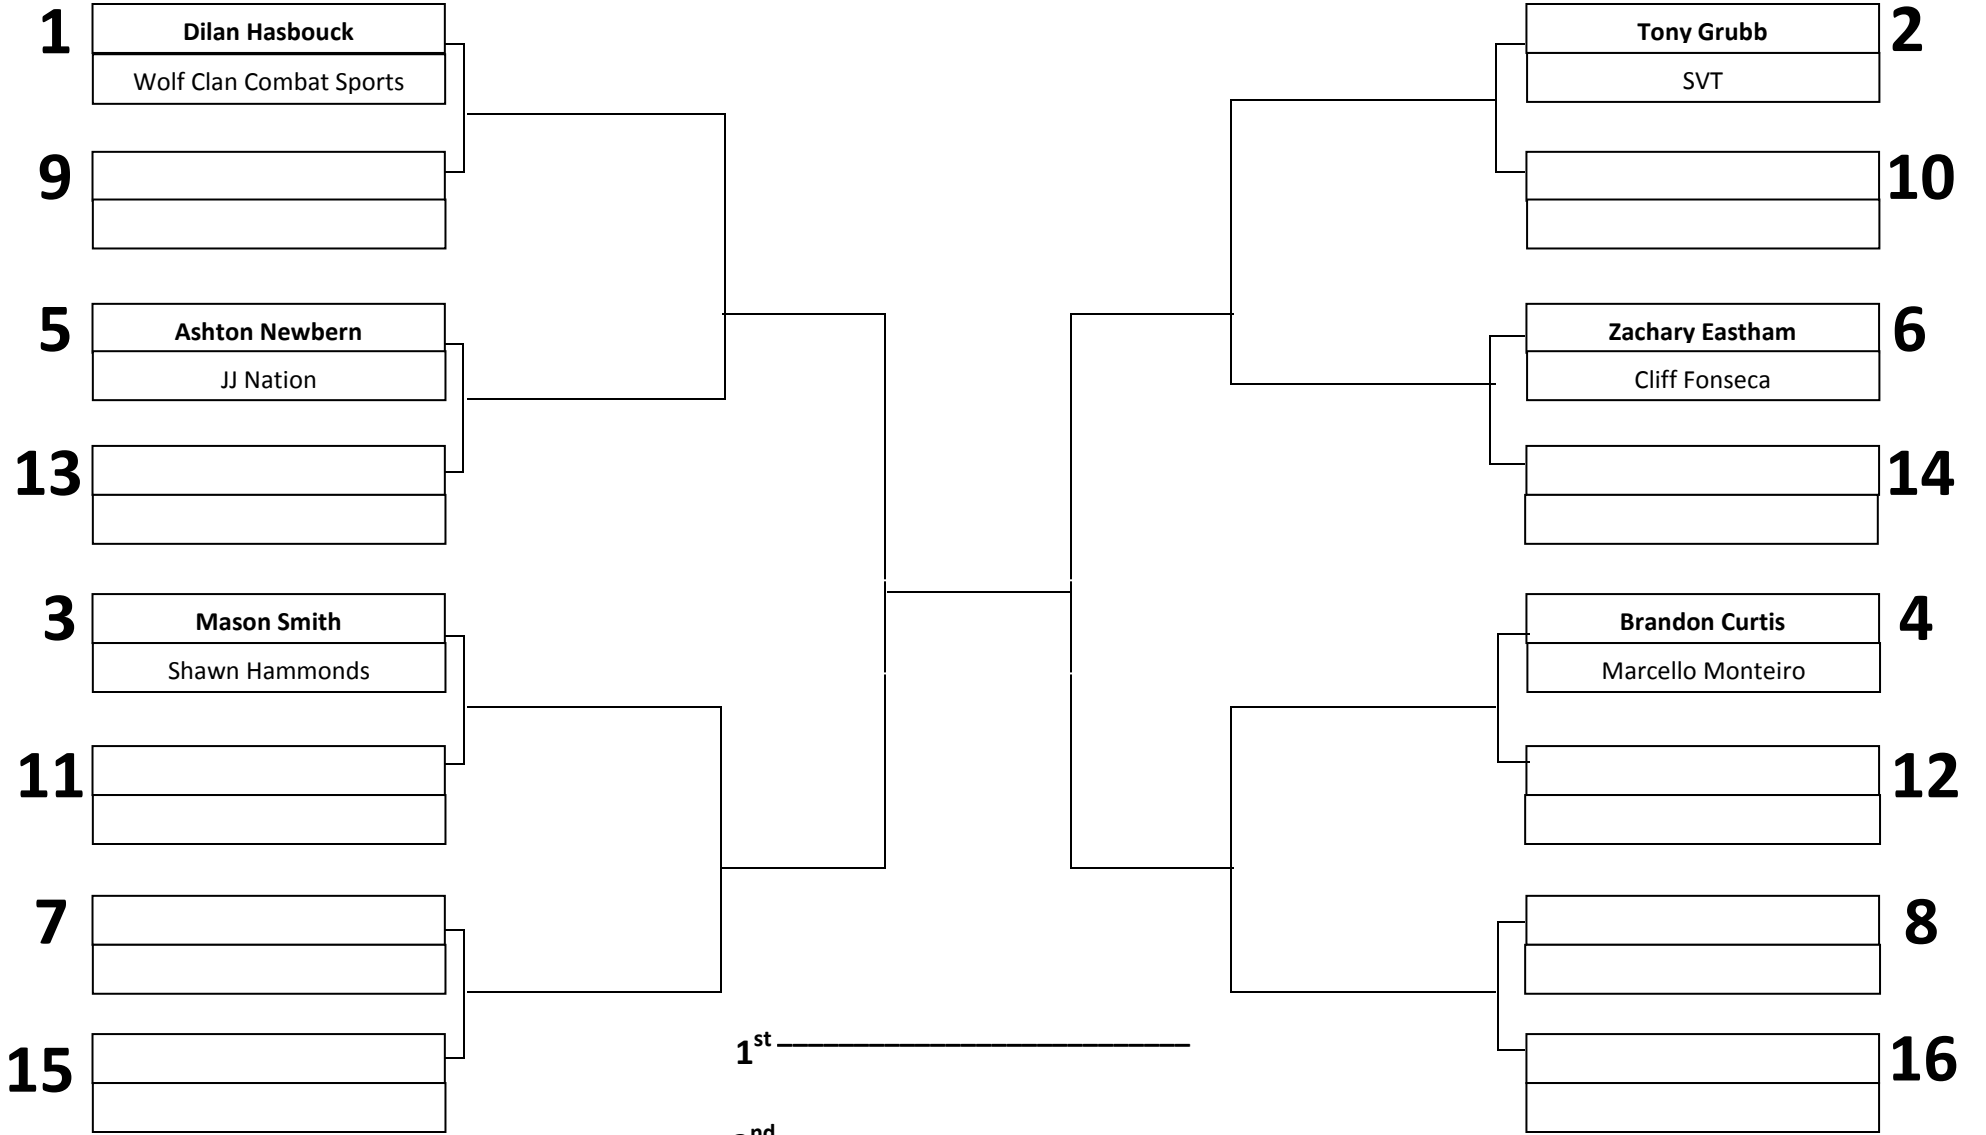 1
Dilan Hasbouck
Wolf Clan Combat Sports
9
5
Ashton Newbern
JJ Nation
13
3
Mason Smith
Shawn Hammonds
11
7
15
Tony Grubb
2
SVT
10
Zachary Eastham
6
Cliff Fonseca
14
Brandon Curtis
4
Marcello Monteiro
12
8
16
1st
nd